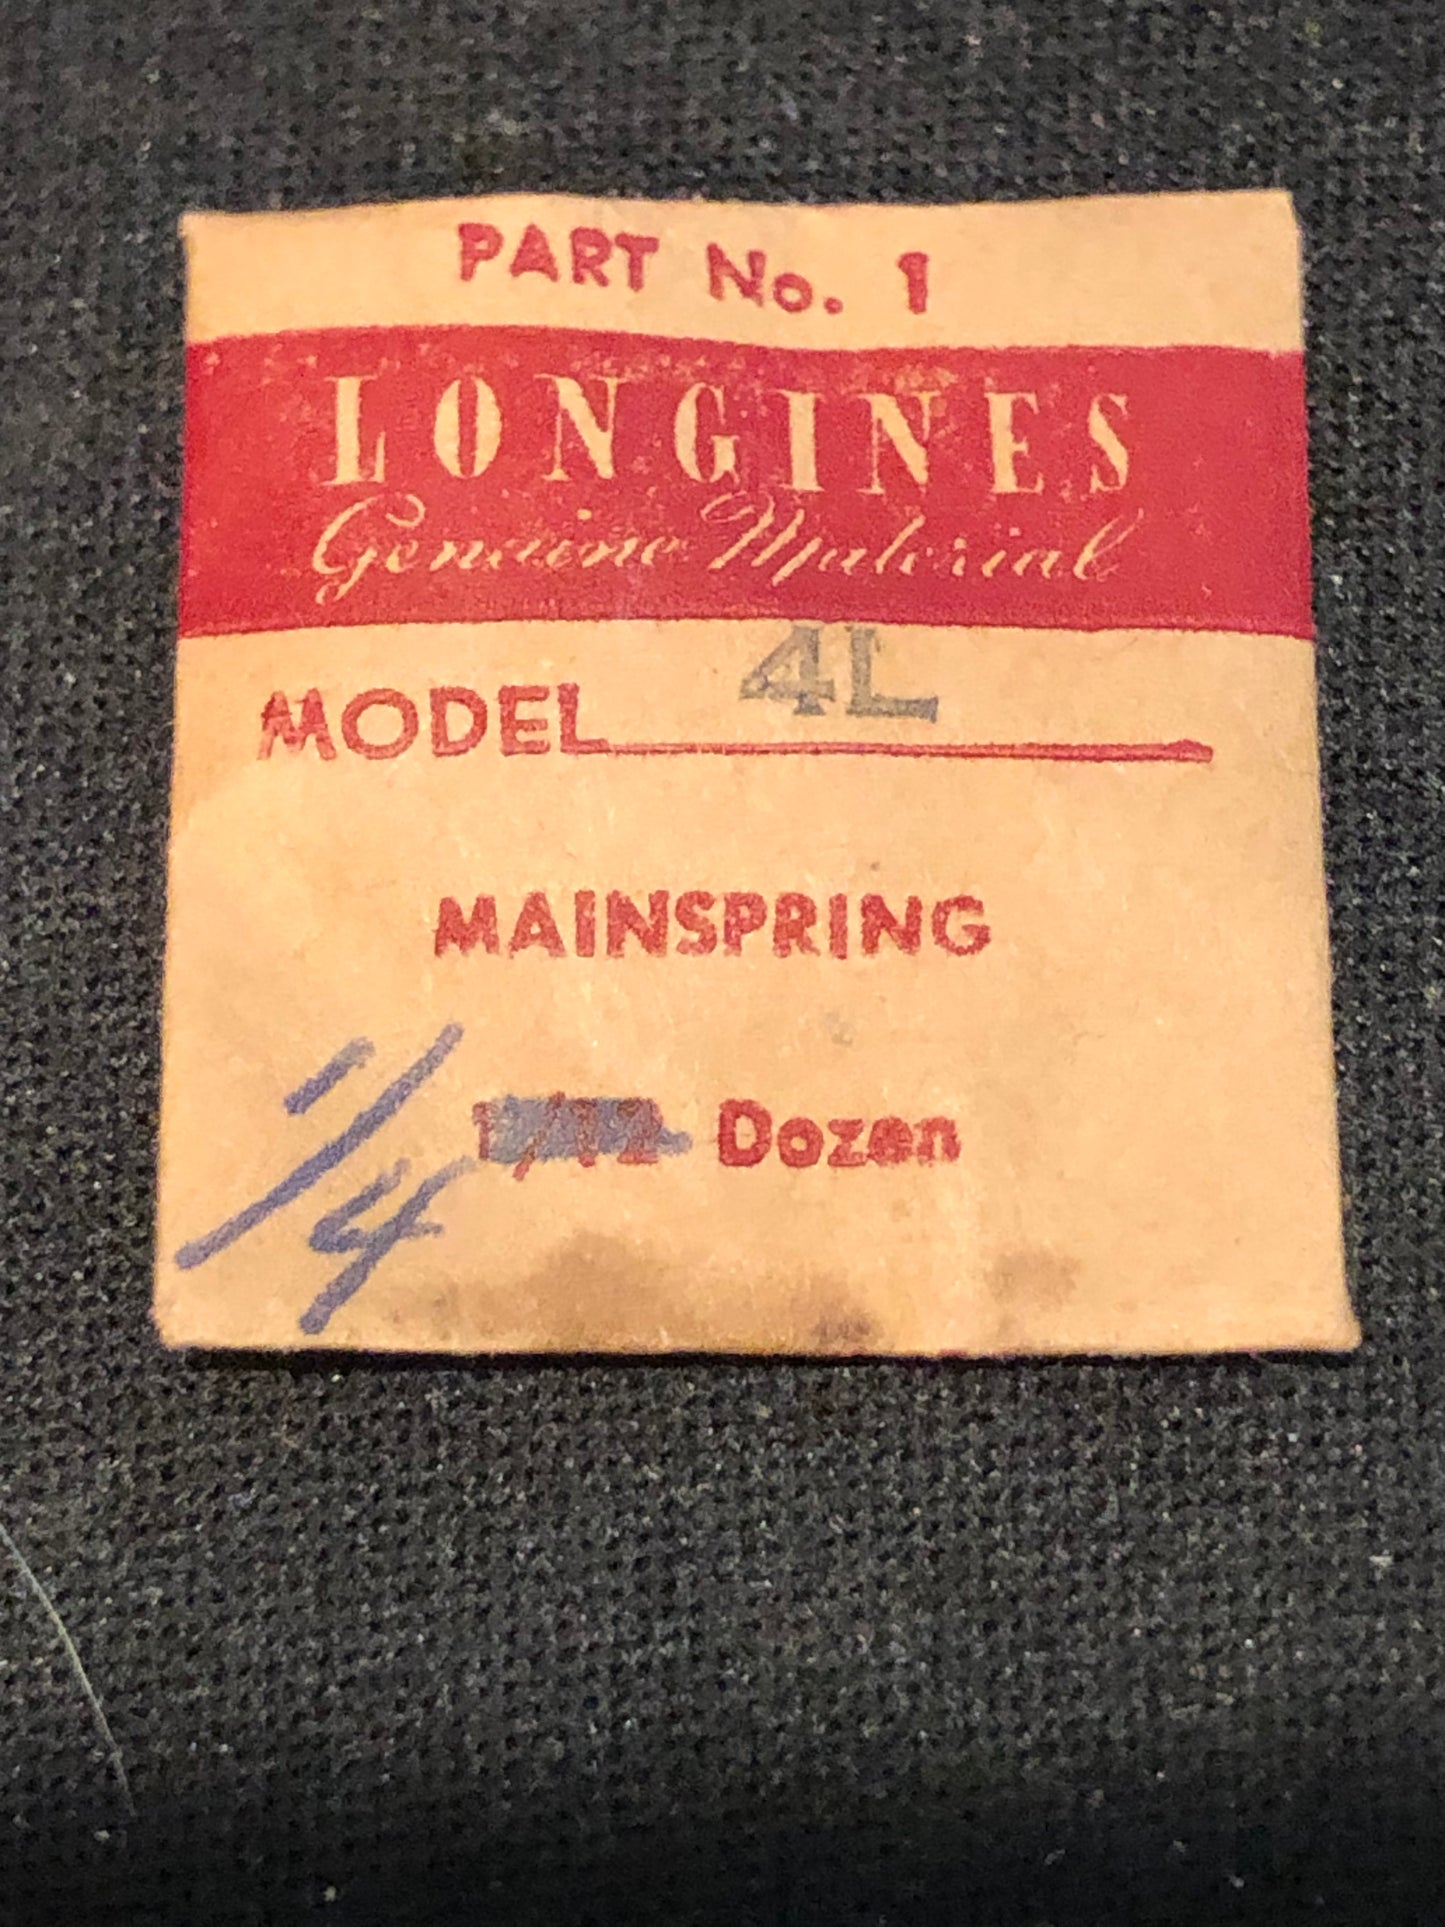 PART No. 1
LONGINES
Genuine Material
MODEL 4L
MAINSPRING
1/12 Dozen
1/4